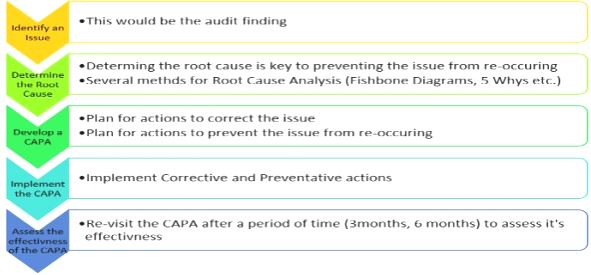 Identify an
Issue
•This would be the audit finding
Determine
the Root
Cause
•Determing the root cause is key to preventing the issue from re-occuring
•Several methds for Root Cause Analysis (Fishbone Diagrams, 5 Whys etc.)
Develop a
CAPA
•Plan for actions to correct the issue
•Plan for actions to prevent the issue from re-occuring
Implement
the CAPA
•Implement Corrective and Preventative actions
Assess the
effectivness
of the CAPA
•Re-visit the CAPA after a period of time (3months, 6 months) to assess it's
effectivness